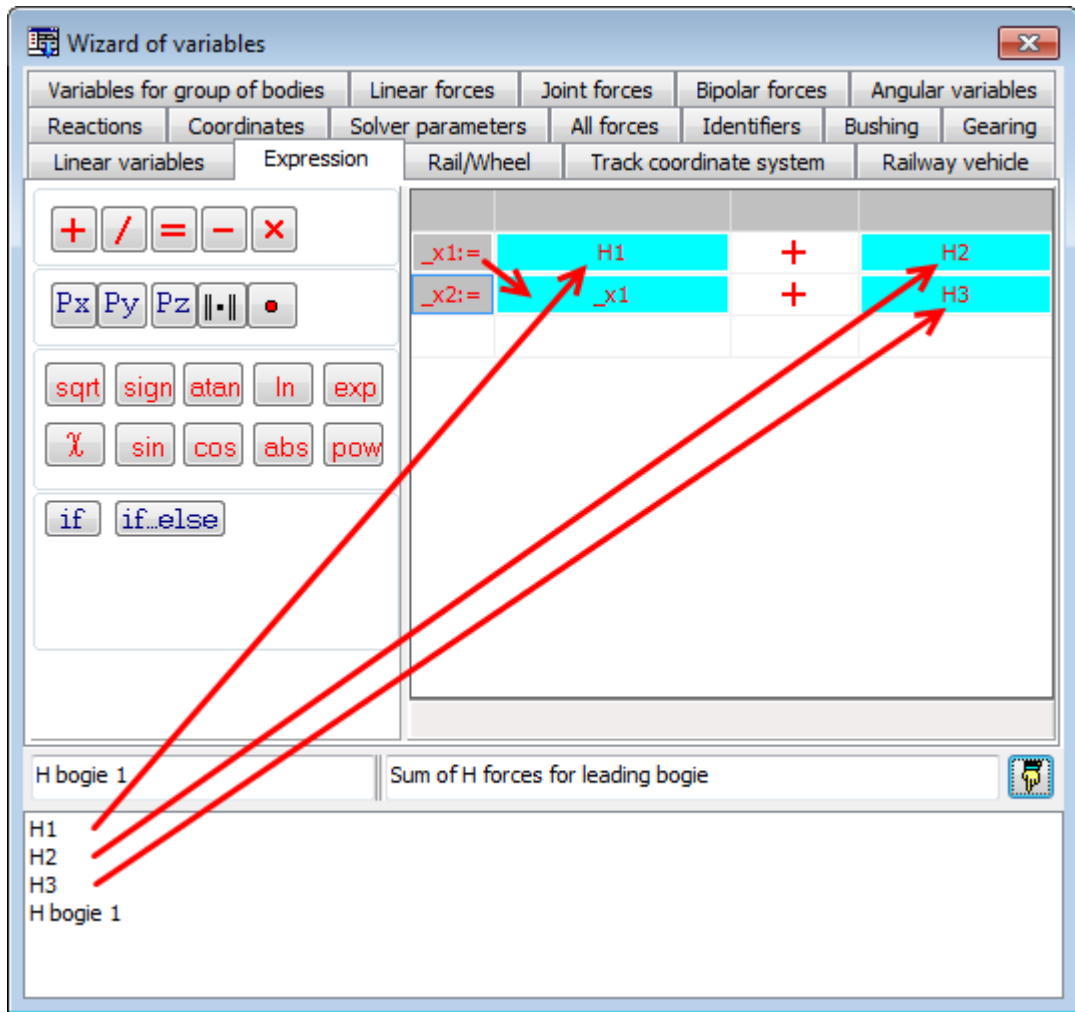 Wizard of variables
Variables for group of bodies Linear forces Joint forces Bipolar forces Angular variables
Reactions Coordinates Solver parameters All forces Identifiers Bushing Gearing
Linear variables Expression Rail/Wheel Track coordinate system Railway vehicle
+ / = − ×
Px Py Pz ‖▪‖ •
sqrt sign atan ln exp
χ sin cos abs pow
if if…else
_x1:= H1 + H2
_x2:= _x1 + H3
H bogie 1 Sum of H forces for leading bogie
H1
H2
H3
H bogie 1